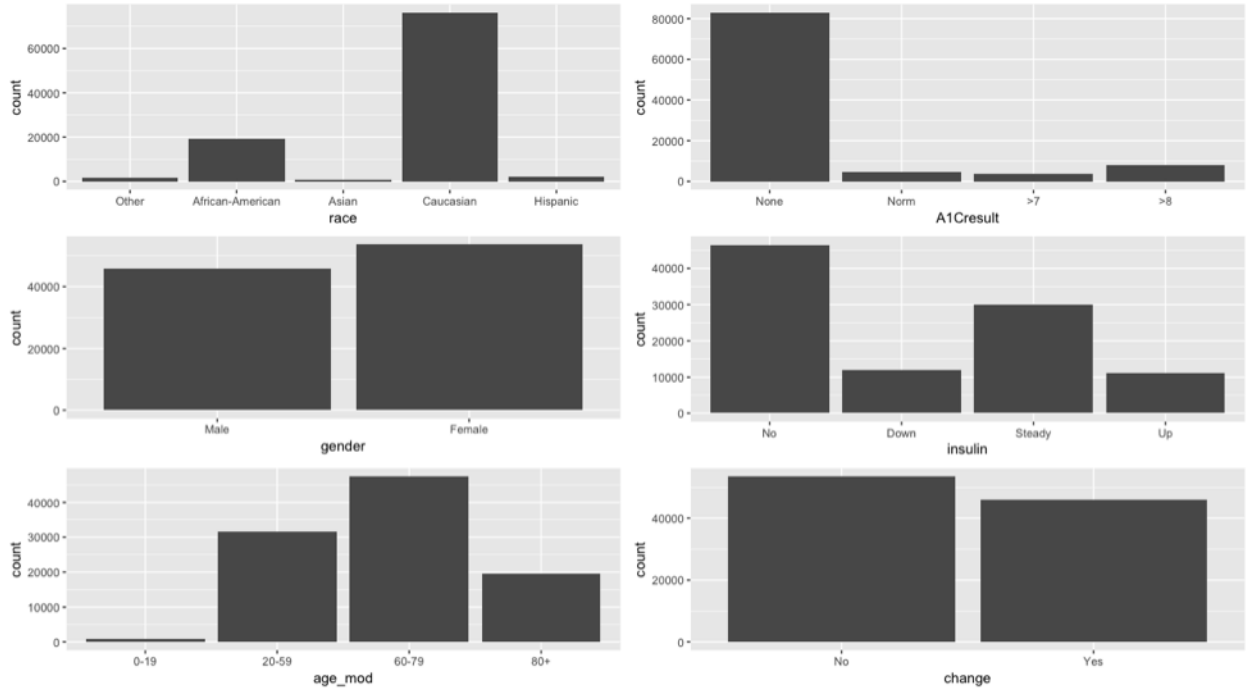 count
60000
40000
20000
0
Other African-American Asian Caucasian Hispanic
race
count
80000
60000
40000
20000
0
None Norm >7 >8
A1Cresult
count
40000
20000
0
Male Female
gender
count
40000
30000
20000
10000
0
No Down Steady Up
insulin
count
40000
30000
20000
10000
0
0-19 20-59 60-79 80+
age_mod
count
40000
20000
0
No Yes
change